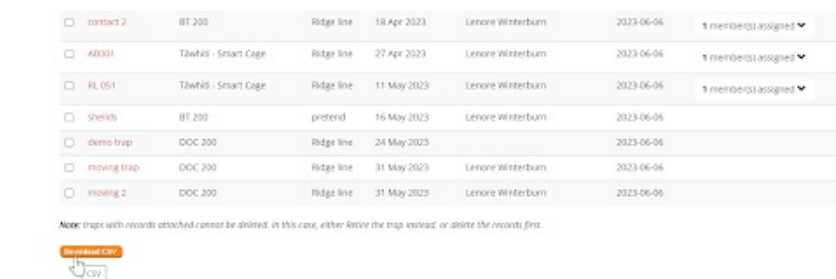 contact 2 BT 200 Ridge line 18 Apr 2023 Lenore Winterburn 2023-06-06 1 member(s) assigned
AB001 Tāwhiti - Smart Cage Ridge line 27 Apr 2023 Lenore Winterburn 2023-06-06 1 member(s) assigned
RL 051 Tāwhiti - Smart Cage Ridge line 11 May 2023 Lenore Winterburn 2023-06-06 1 member(s) assigned
sheilds BT 200 pretend 16 May 2023 Lenore Winterburn 2023-06-06
demo trap DOC 200 Ridge line 24 May 2023 2023-06-06
moving trap DOC 200 Ridge line 31 May 2023 Lenore Winterburn 2023-06-06
moving 2 DOC 200 Ridge line 31 May 2023 Lenore Winterburn 2023-06-06
Note: traps with records attached cannot be deleted. In this case, either Retire the trap instead, or delete the records first.
Download CSV
CSV